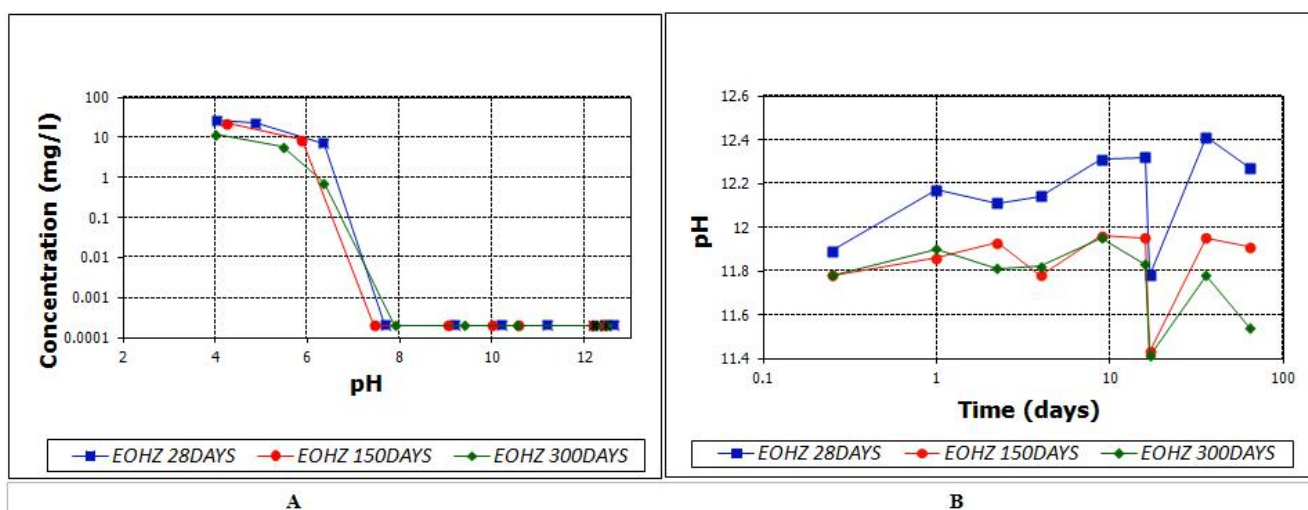 100
10
1
0.1
0.01
0.001
0.0001
Concentration (mg/l)
2 4 6 8 10 12
pH
EOHZ 28DAYS EOHZ 150DAYS EOHZ 300DAYS
12.6
12.4
12.2
12
11.8
11.6
11.4
pH
0.1 1 10 100
Time (days)
EOHZ 28DAYS EOHZ 150DAYS EOHZ 300DAYS
A B